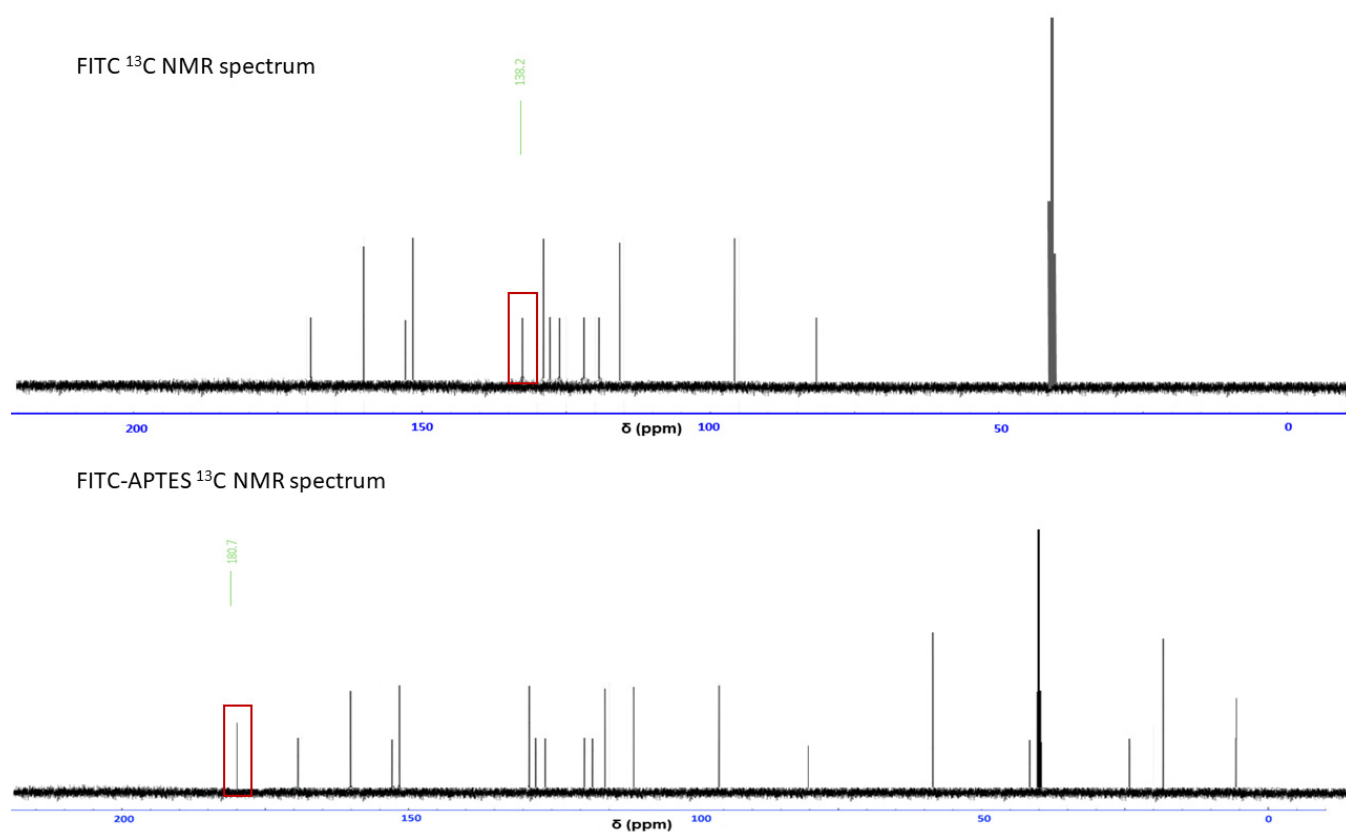 FITC ¹³C NMR spectrum
138.2
200 150 δ (ppm) 100 50 0
FITC-APTES ¹³C NMR spectrum
180.7
200 150 δ (ppm) 100 50 0